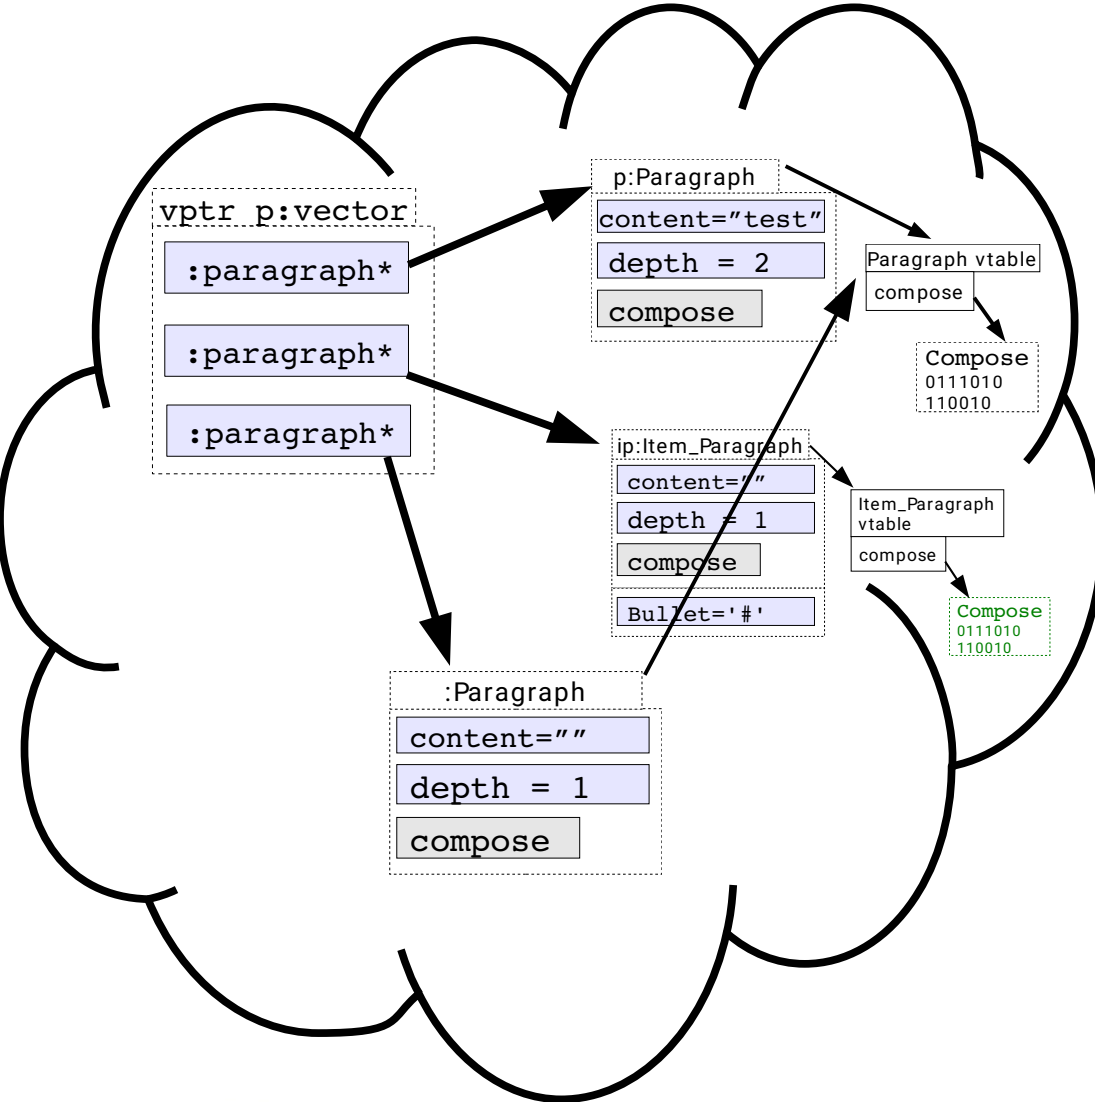 vptr p:vector
:paragraph*
:paragraph*
:paragraph*
p:Paragraph
content=”test”
depth = 2
compose
Paragraph vtable
compose
Compose
0111010
110010
ip:Item_Paragraph
content=””
depth = 1
compose
Bullet='#'
Item_Paragraph
vtable
compose
Compose
0111010
110010
:Paragraph
content=””
depth = 1
compose